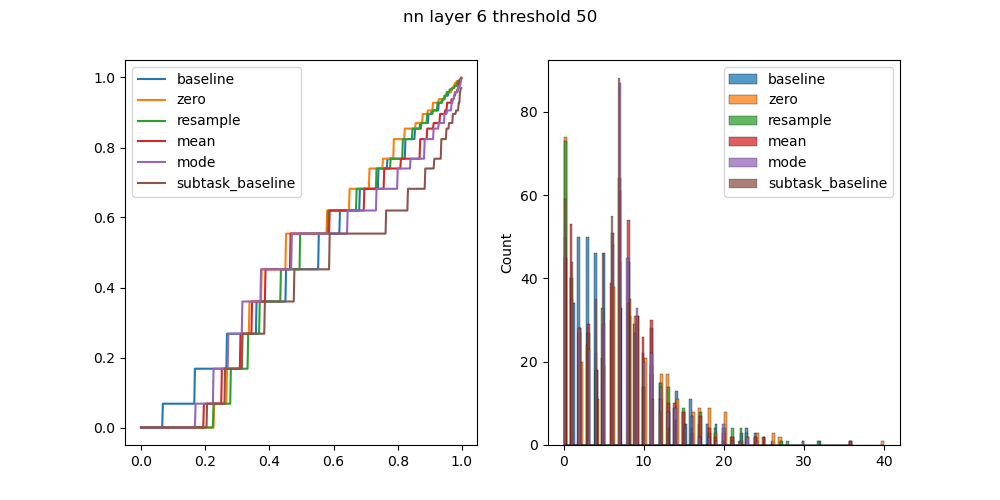 nn layer 6 threshold 50
baseline
zero
resample
mean
mode
subtask_baseline
1.0
0.8
0.6
0.4
0.2
0.0
0.0 0.2 0.4 0.6 0.8 1.0
baseline
zero
resample
mean
mode
subtask_baseline
Count
80
60
40
20
0
0 10 20 30 40